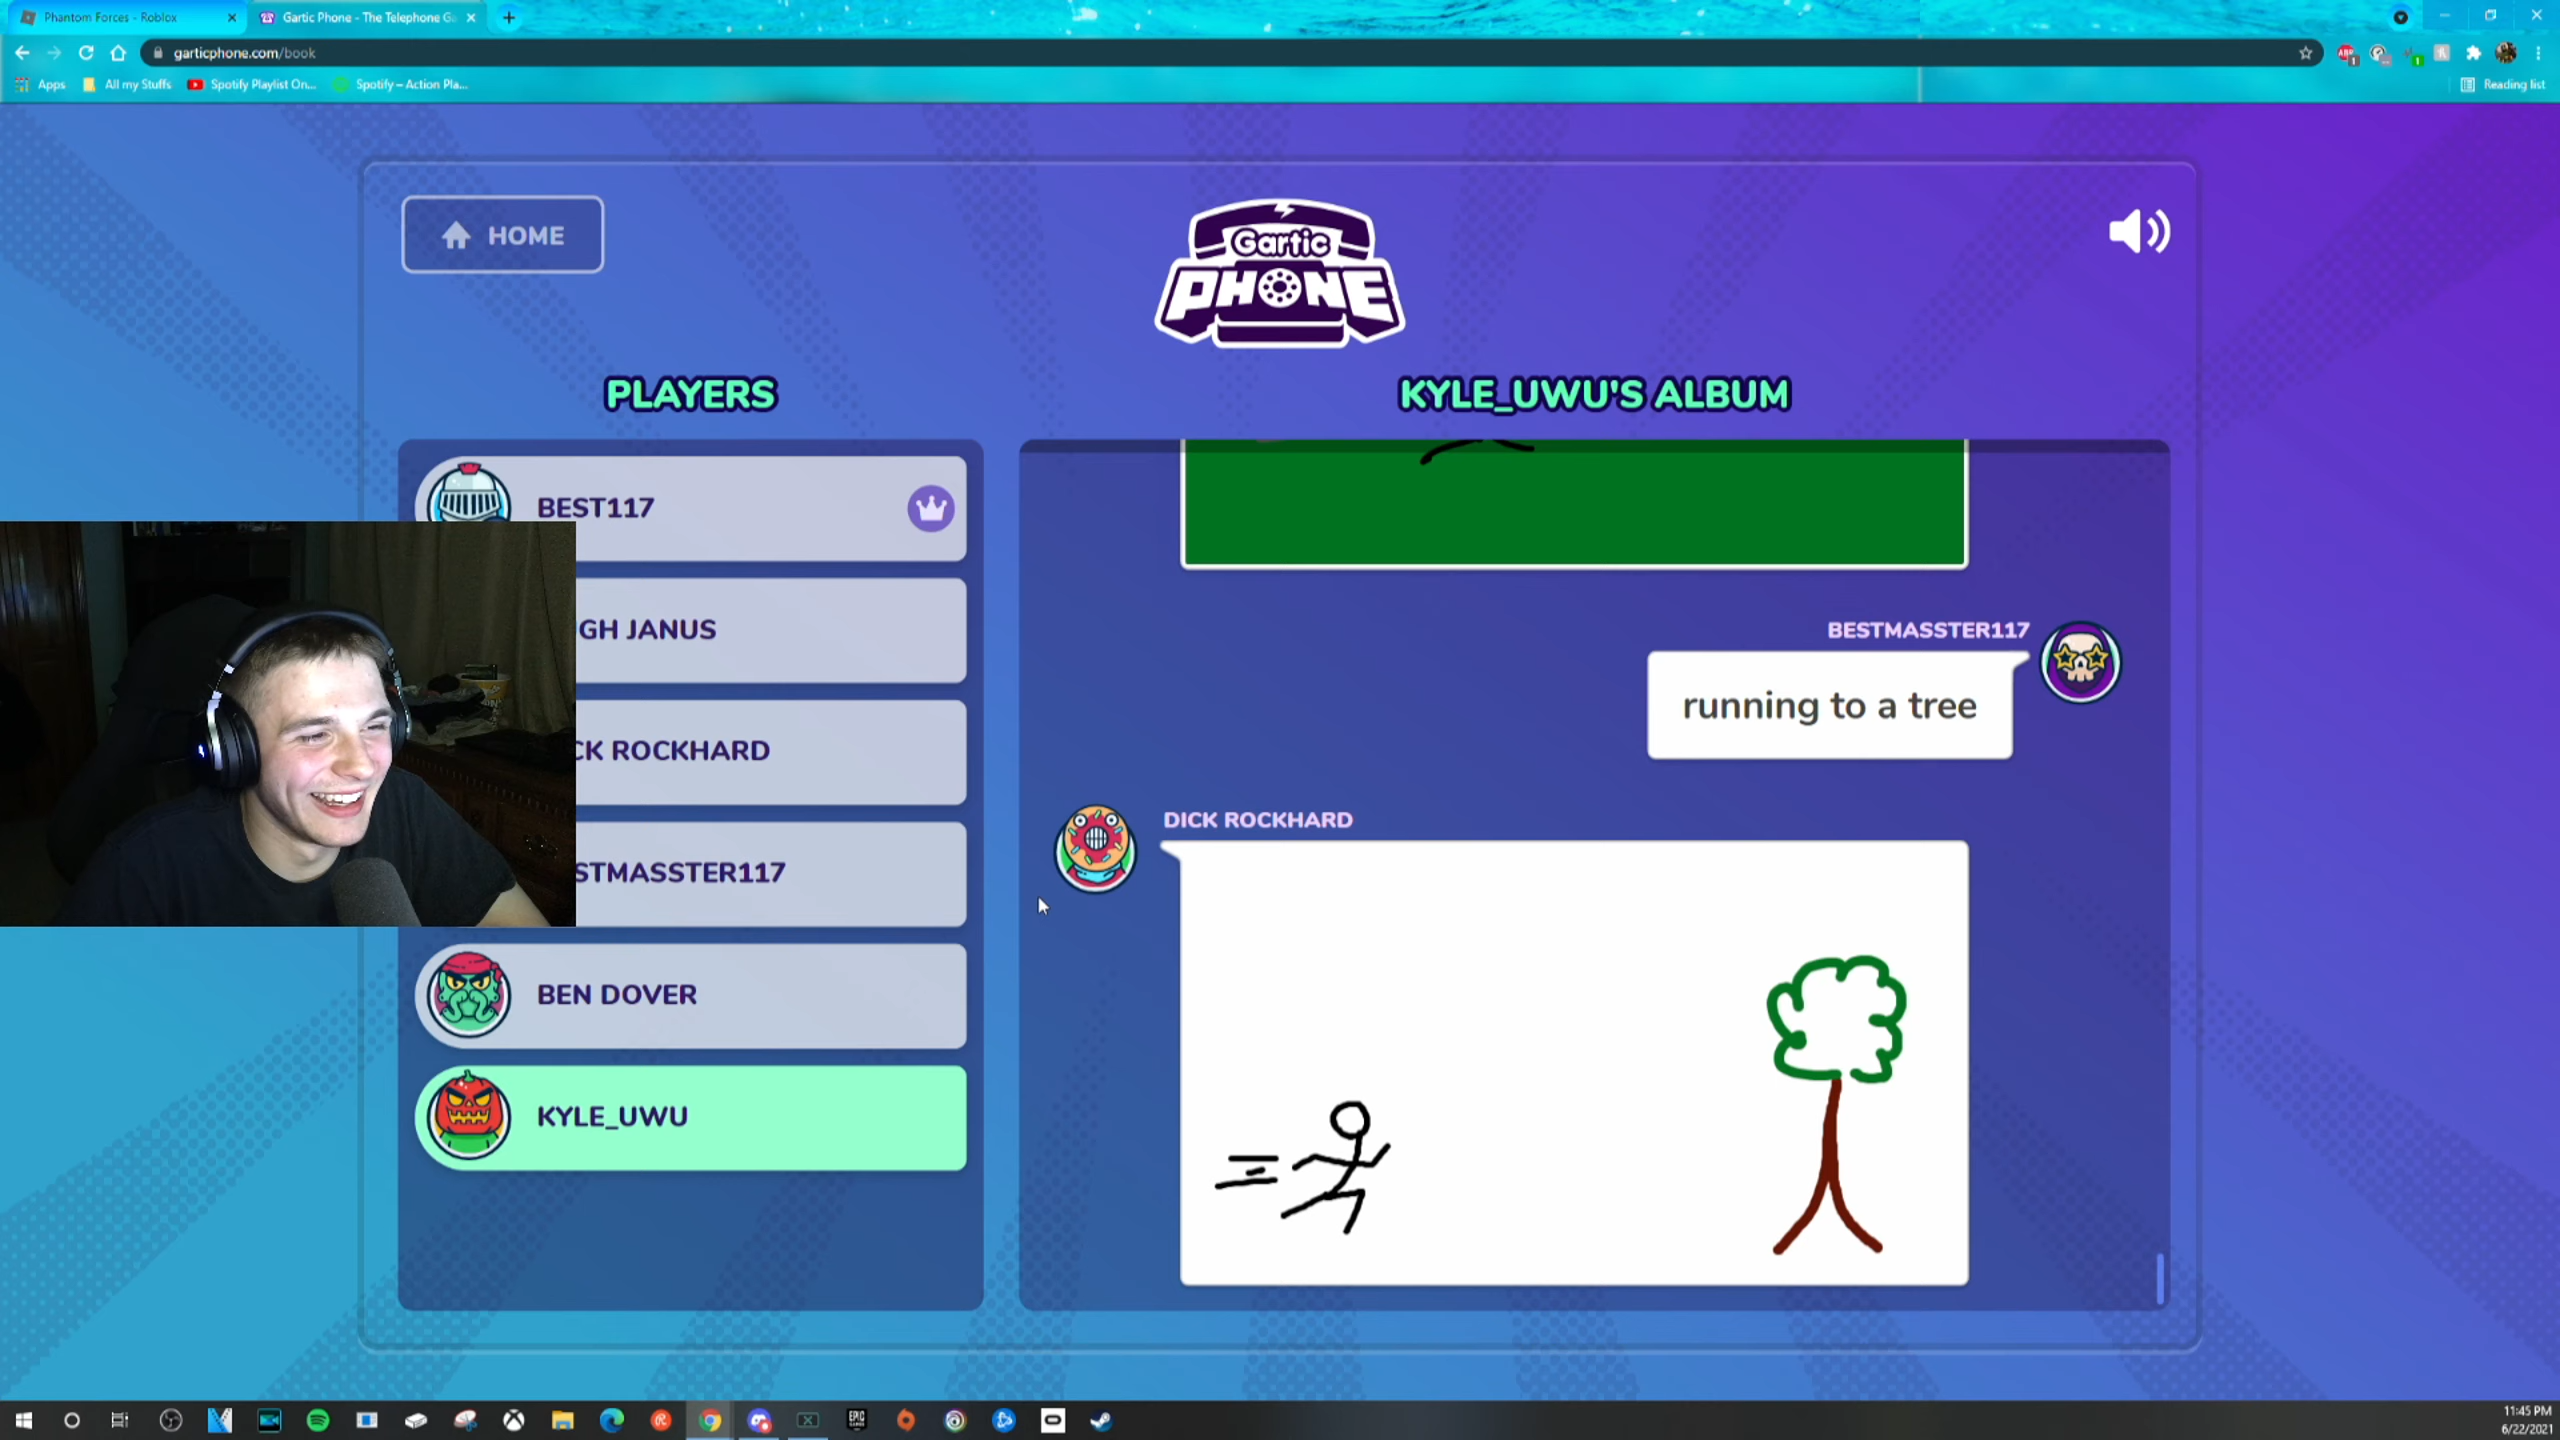 Phantom Forces - Roblox
Gartic Phone - The Telephone Ga
garticphone.com/book
Apps
All my Stuffs
Spotify Playlist On...
Spotify – Action Pla...
Reading list
HOME
Gartic
PHONE
PLAYERS
KYLE_UWU'S ALBUM
BEST117
GH JANUS
CK ROCKHARD
STMASSTER117
BEN DOVER
KYLE_UWU
BESTMASSTER117
running to a tree
DICK ROCKHARD
11:45 PM
6/22/2021